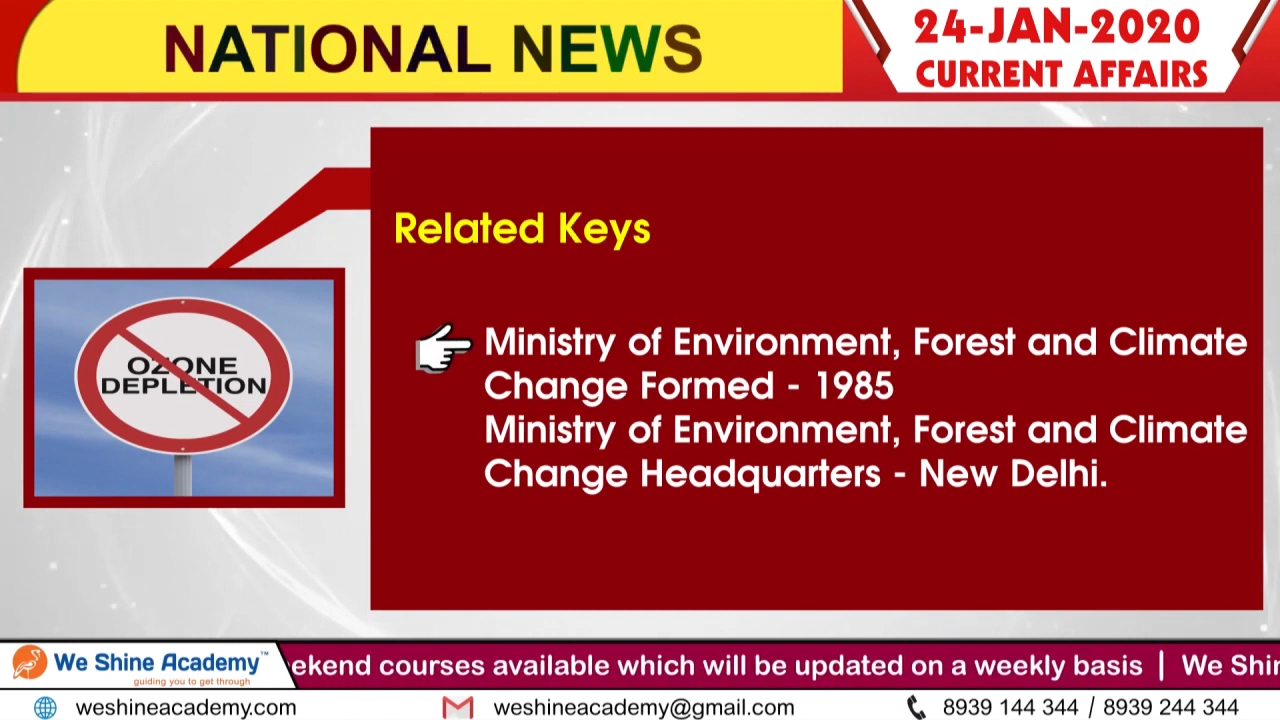 NATIONAL NEWS
24-JAN-2020
CURRENT AFFAIRS
Related Keys
OZONE
DEPLETION
Ministry of Environment, Forest and Climate
Change Formed - 1985
Ministry of Environment, Forest and Climate
Change Headquarters - New Delhi.
We Shine Academy™
guiding you to get through
ekend courses available which will be updated on a weekly basis | We Shin
weshineacademy.com
weshineacademy@gmail.com
8939 144 344 / 8939 244 344